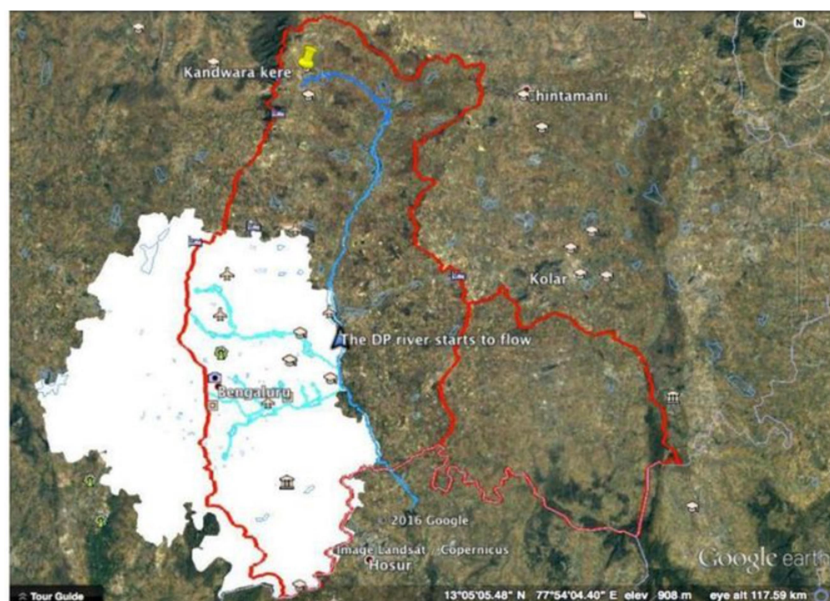 N
Kandwara kere
Chintamani
Kolar
The DP river starts to flow
Bengaluru
© 2016 Google
Image Landsat / Copernicus
Hosur
Google earth
Tour Guide
13°05'05.48" N 77°54'04.40" E elev 908 m eye alt 117.59 km